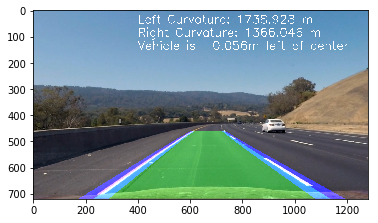 Left Curvature: 1735.928 m
Right Curvature: 1366.046 m
Vehicle is 0.056m left of center
0
100
200
300
400
500
600
700
0 200 400 600 800 1000 1200